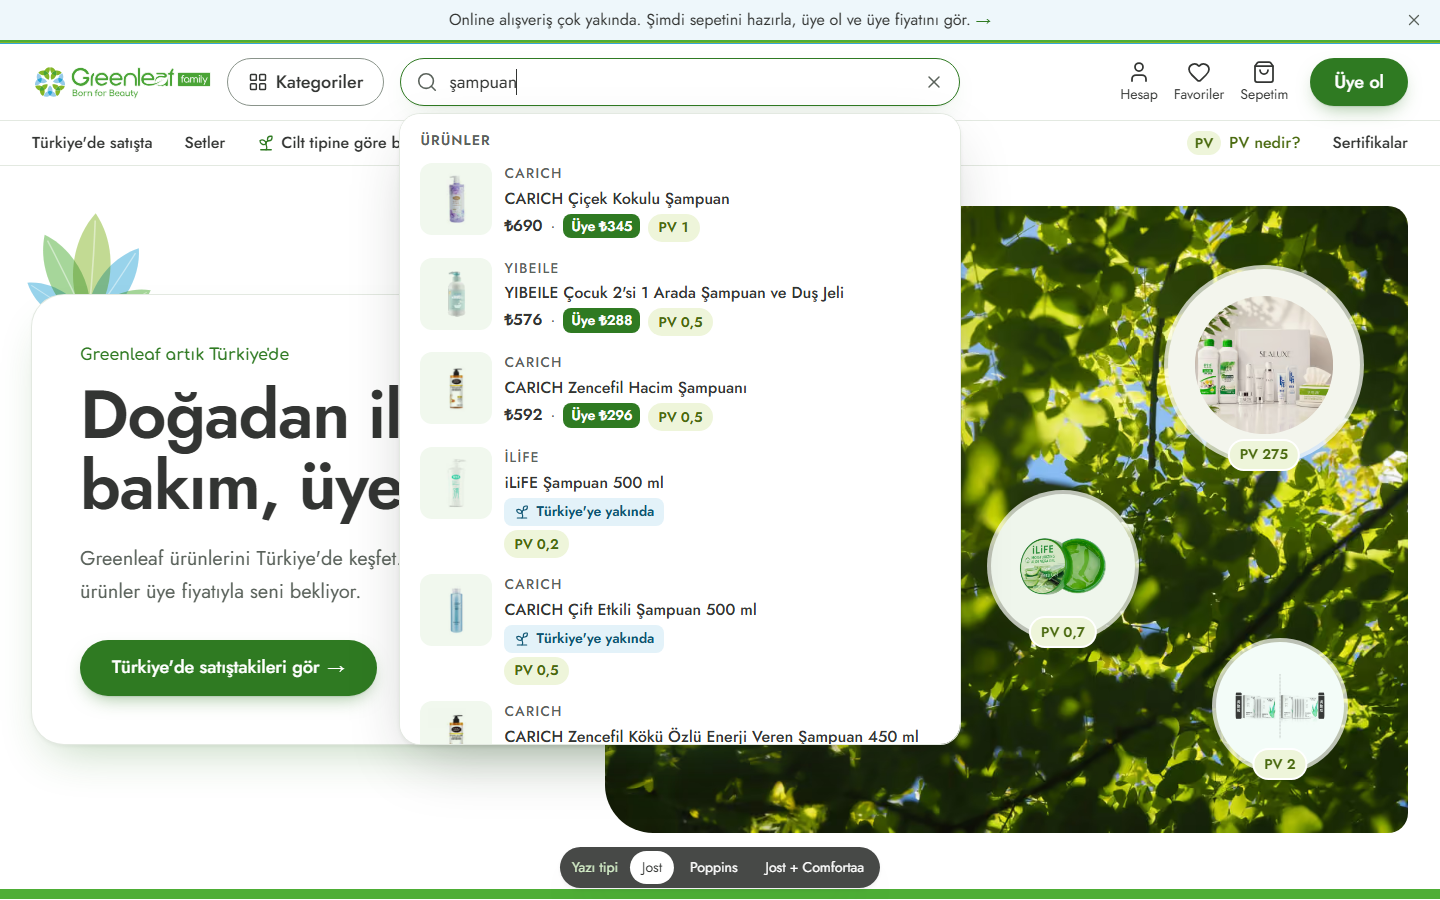 Online alışveriş çok yakında. Şimdi sepetini hazırla, üye ol ve üye fiyatını gör. →
Greenleaf family
Born for Beauty
Kategoriler
şampuan
Hesap
Favoriler
Sepetim
Üye ol
Türkiye'de satışta
Setler
Cilt tipine göre b
PV PV nedir?
Sertifikalar
ÜRÜNLER
CARICH
CARICH Çiçek Kokulu Şampuan
₺690 · Üye ₺345 PV 1
YIBEILE
YIBEILE Çocuk 2'si 1 Arada Şampuan ve Duş Jeli
₺576 · Üye ₺288 PV 0,5
CARICH
CARICH Zencefil Hacim Şampuanı
₺592 · Üye ₺296 PV 0,5
İLİFE
iLiFE Şampuan 500 ml
Türkiye'ye yakında
PV 0,2
CARICH
CARICH Çift Etkili Şampuan 500 ml
Türkiye'ye yakında
PV 0,5
CARICH
CARICH Zencefil Kökü Özlü Enerji Veren Şampuan 450 ml
Greenleaf artık Türkiye'de
Doğadan il
bakım, üye
Greenleaf ürünlerini Türkiye'de keşfet.
ürünler üye fiyatıyla seni bekliyor.
Türkiye'de satıştakileri gör →
SEALUXE
PV 275
iLiFE
PV 0,7
PV 2
Yazı tipi Jost Poppins Jost + Comfortaa